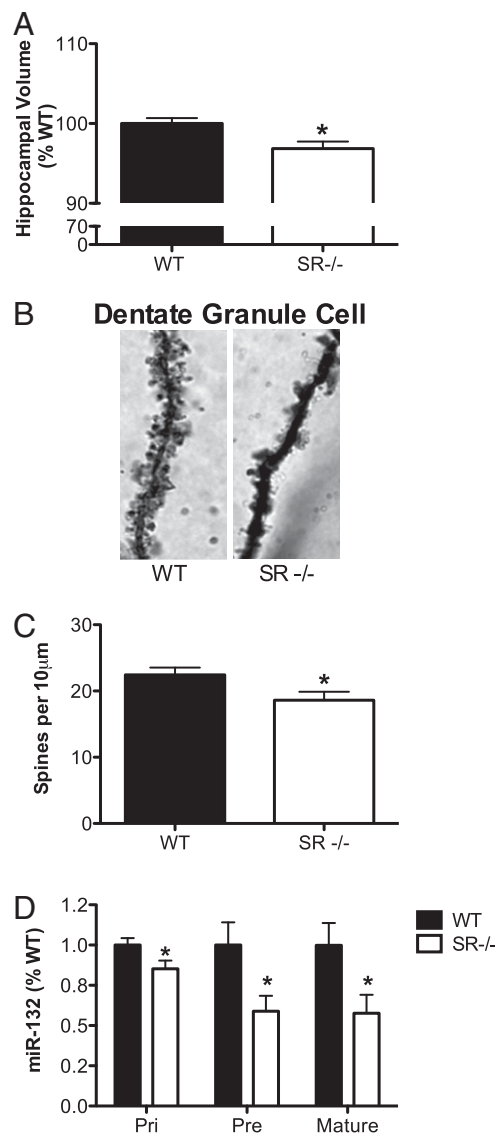 A
Hippocampal Volume
(% WT)
110
100
90
70
0
*
WT SR-/-
B
Dentate Granule Cell
WT SR -/-
C
Spines per 10μm
30
20
10
0
*
WT SR -/-
D
miR-132 (% WT)
1.2
1.0
0.8
0.5
0.2
0.0
* * *
WT
SR-/-
Pri Pre Mature